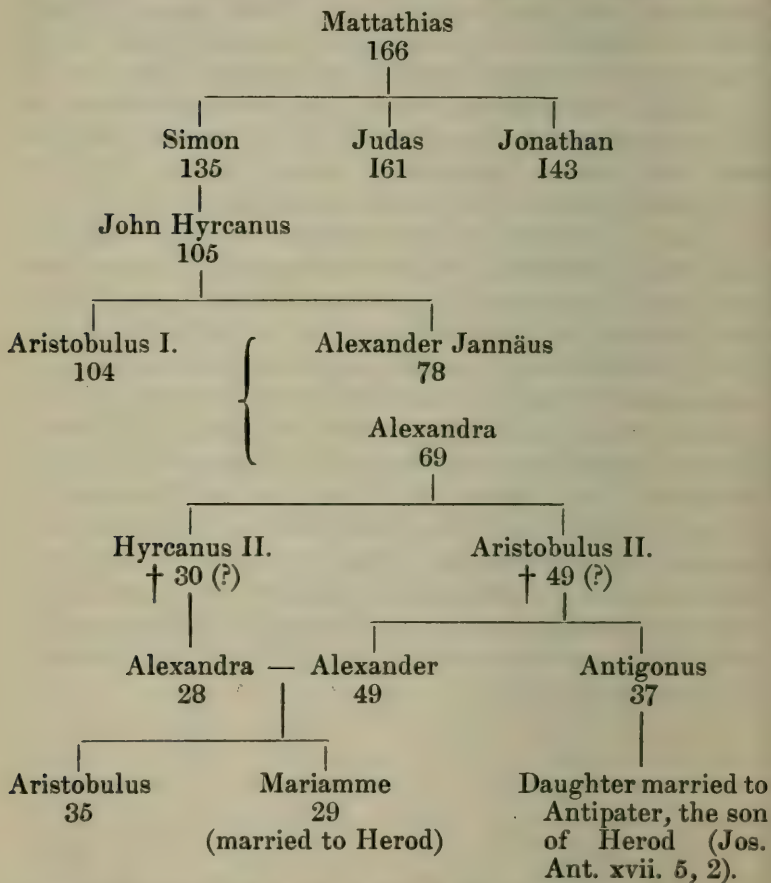 Mattathias
166
Simon Judas Jonathan
135 I61 I43
John Hyrcanus
105
Aristobulus I. Alexander Jannäus
104 78
Alexandra
69
Hyrcanus II. Aristobulus II.
† 30 (?) † 49 (?)
Alexandra — Alexander Antigonus
28 49 37
Aristobulus Mariamme Daughter married to
35 29 Antipater, the son
(married to Herod) of Herod (Jos.
Ant. xvii. 5, 2).